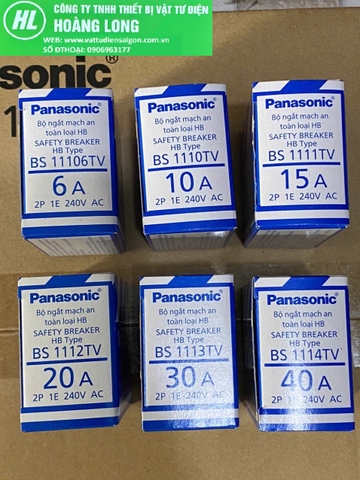 HL
CÔNG TY TNHH THIẾT BỊ VẬT TƯ ĐIỆN
HOÀNG LONG
WEB: www.vattudiensaigon.com.vn
SỐ ĐTHOẠI: 0906963177
sonic
Panasonic
Bộ ngắt mạch an
toàn loại HB
SAFETY BREAKER
HB Type
BS 11106TV
6 A
2P 1E 240V AC
Panasonic
Bộ ngắt mạch an
toàn loại HB
SAFETY BREAKER
HB Type
BS 1110TV
10 A
2P 1E 240V AC
Panasonic
Bộ ngắt mạch an
toàn loại HB
SAFETY BREAKER
HB Type
BS 1111TV
15 A
2P 1E 240V AC
Panasonic
Bộ ngắt mạch an
toàn loại HB
SAFETY BREAKER
HB Type
BS 1112TV
20 A
2P 1E 240V AC
Panasonic
Bộ ngắt mạch an
toàn loại HB
SAFETY BREAKER
HB Type
BS 1113TV
30 A
2P 1E 240V AC
Panasonic
Bộ ngắt mạch an
toàn loại HB
SAFETY BREAKER
HB Type
BS 1114TV
40 A
2P 1E 240V AC